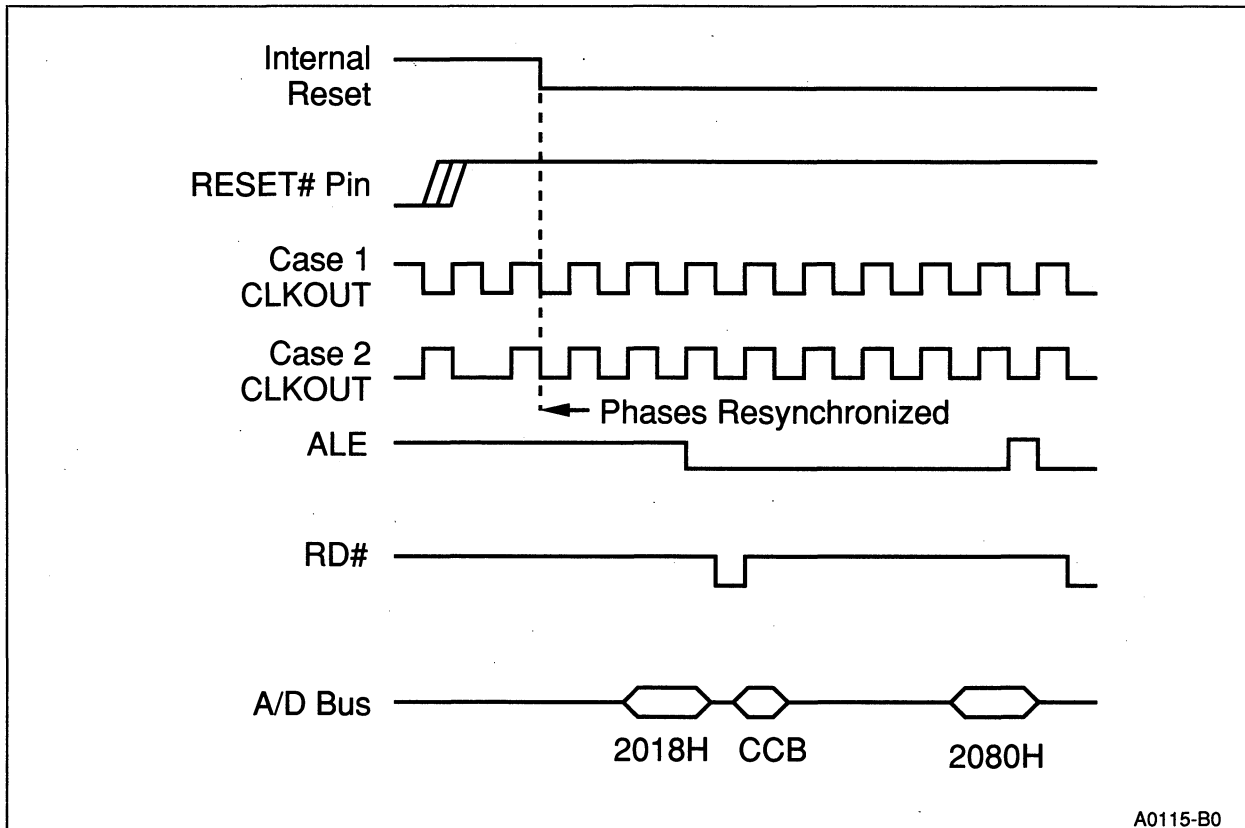 Internal
Reset
RESET# Pin
Case 1
CLKOUT
Case 2
CLKOUT
Phases Resynchronized
ALE
RD#
A/D Bus
2018H CCB 2080H
A0115-B0